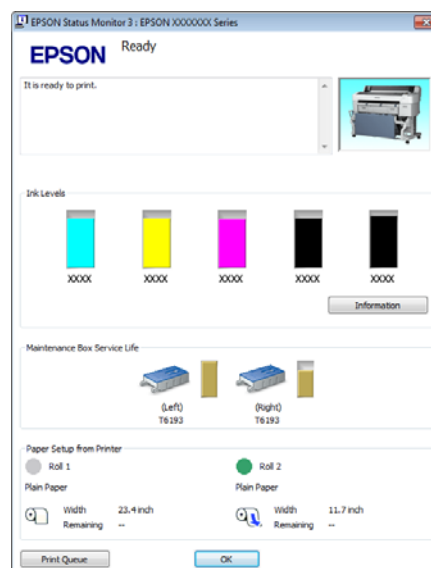 EPSON Status Monitor 3 : EPSON XXXXXXX Series
EPSON
Ready
It is ready to print.
Ink Levels
XXXX XXXX XXXX XXXX XXXX
Information
Maintenance Box Service Life
(Left) (Right)
T6193 T6193
Paper Setup from Printer
Roll 1 Roll 2
Plain Paper Plain Paper
Width 23.4 inch Width 11.7 inch
Remaining -- Remaining --
Print Queue OK